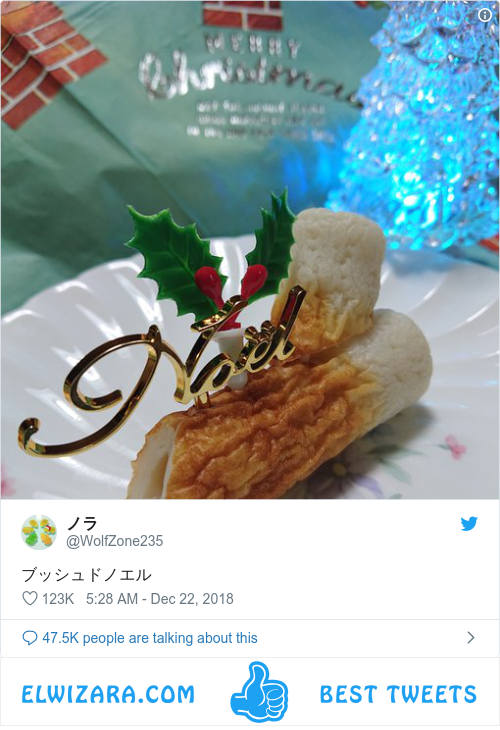 MERRY
Christmas
Noël
ノラ
@WolfZone235
ブッシュドノエル
123K 5:28 AM - Dec 22, 2018
47.5K people are talking about this
ELWIZARA.COM BEST TWEETS